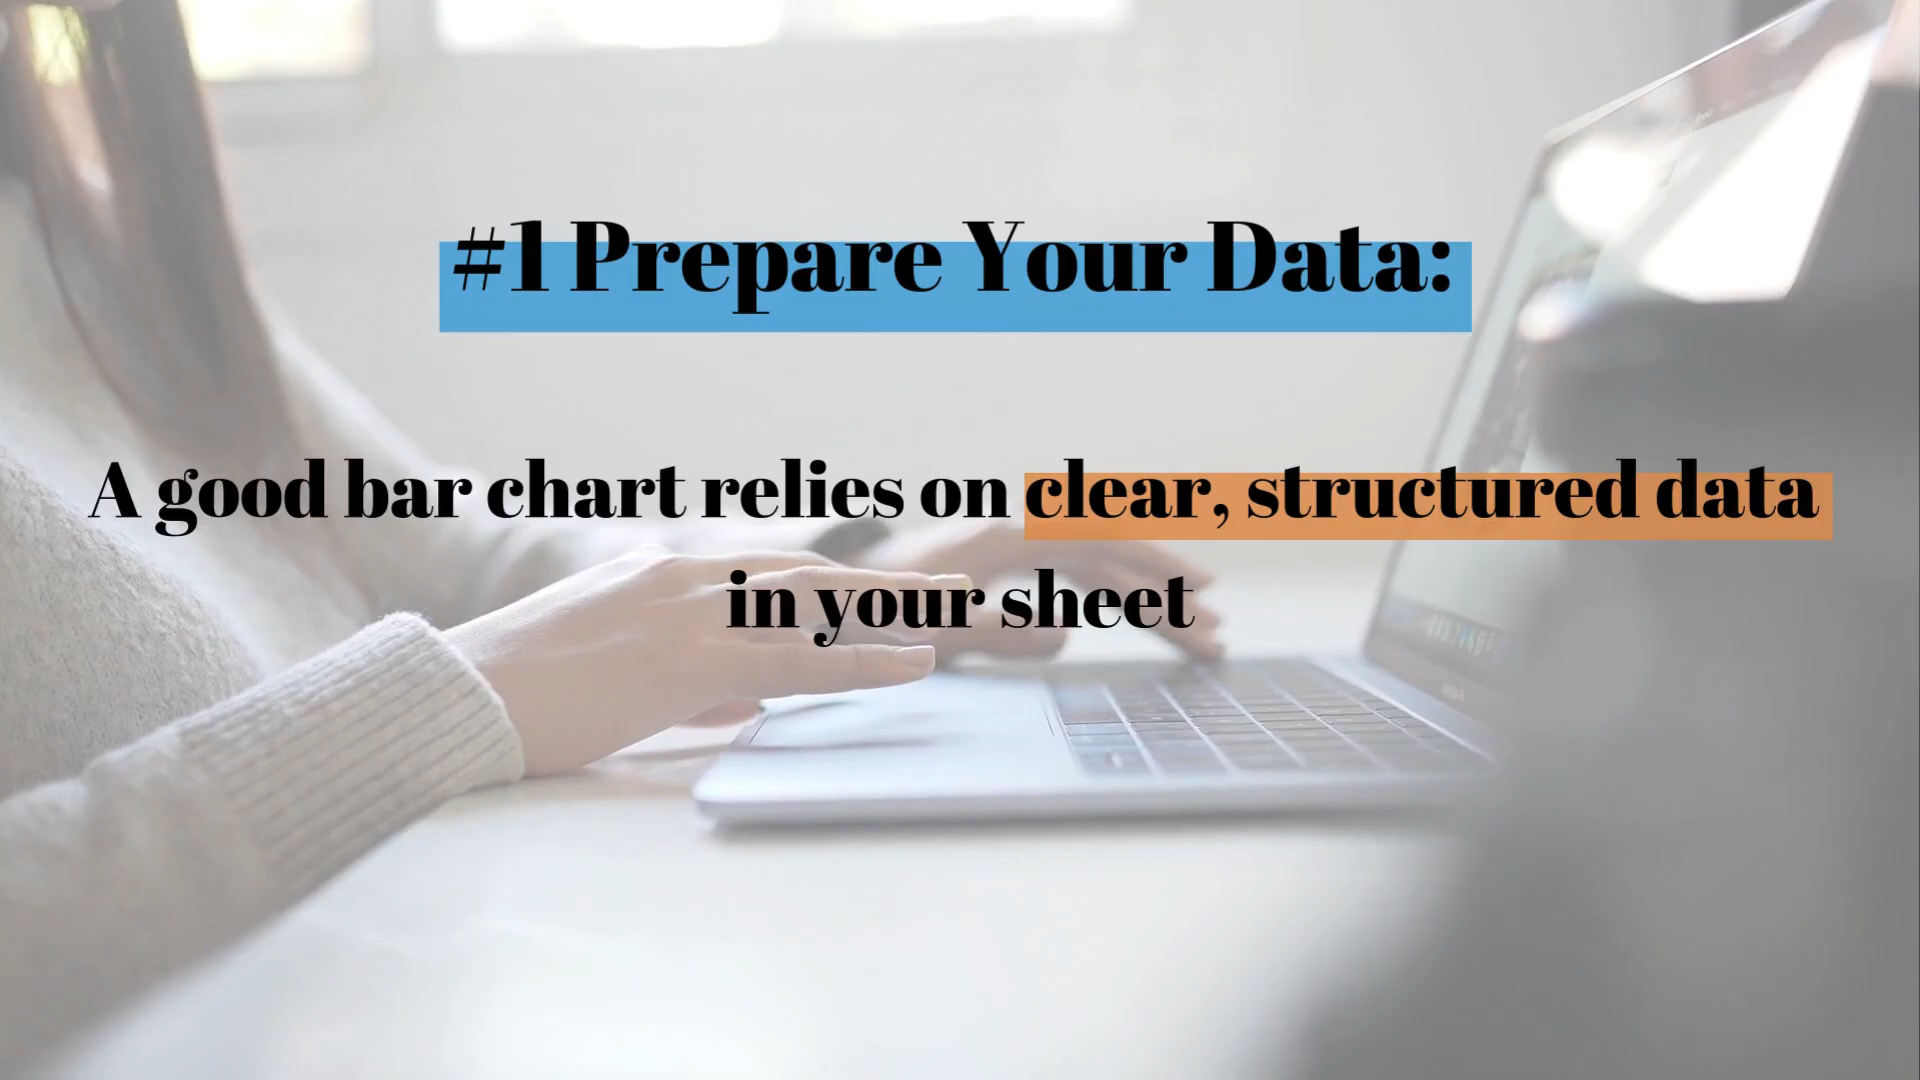 #1 Prepare Your Data:
A good bar chart relies on clear, structured data
in your sheet